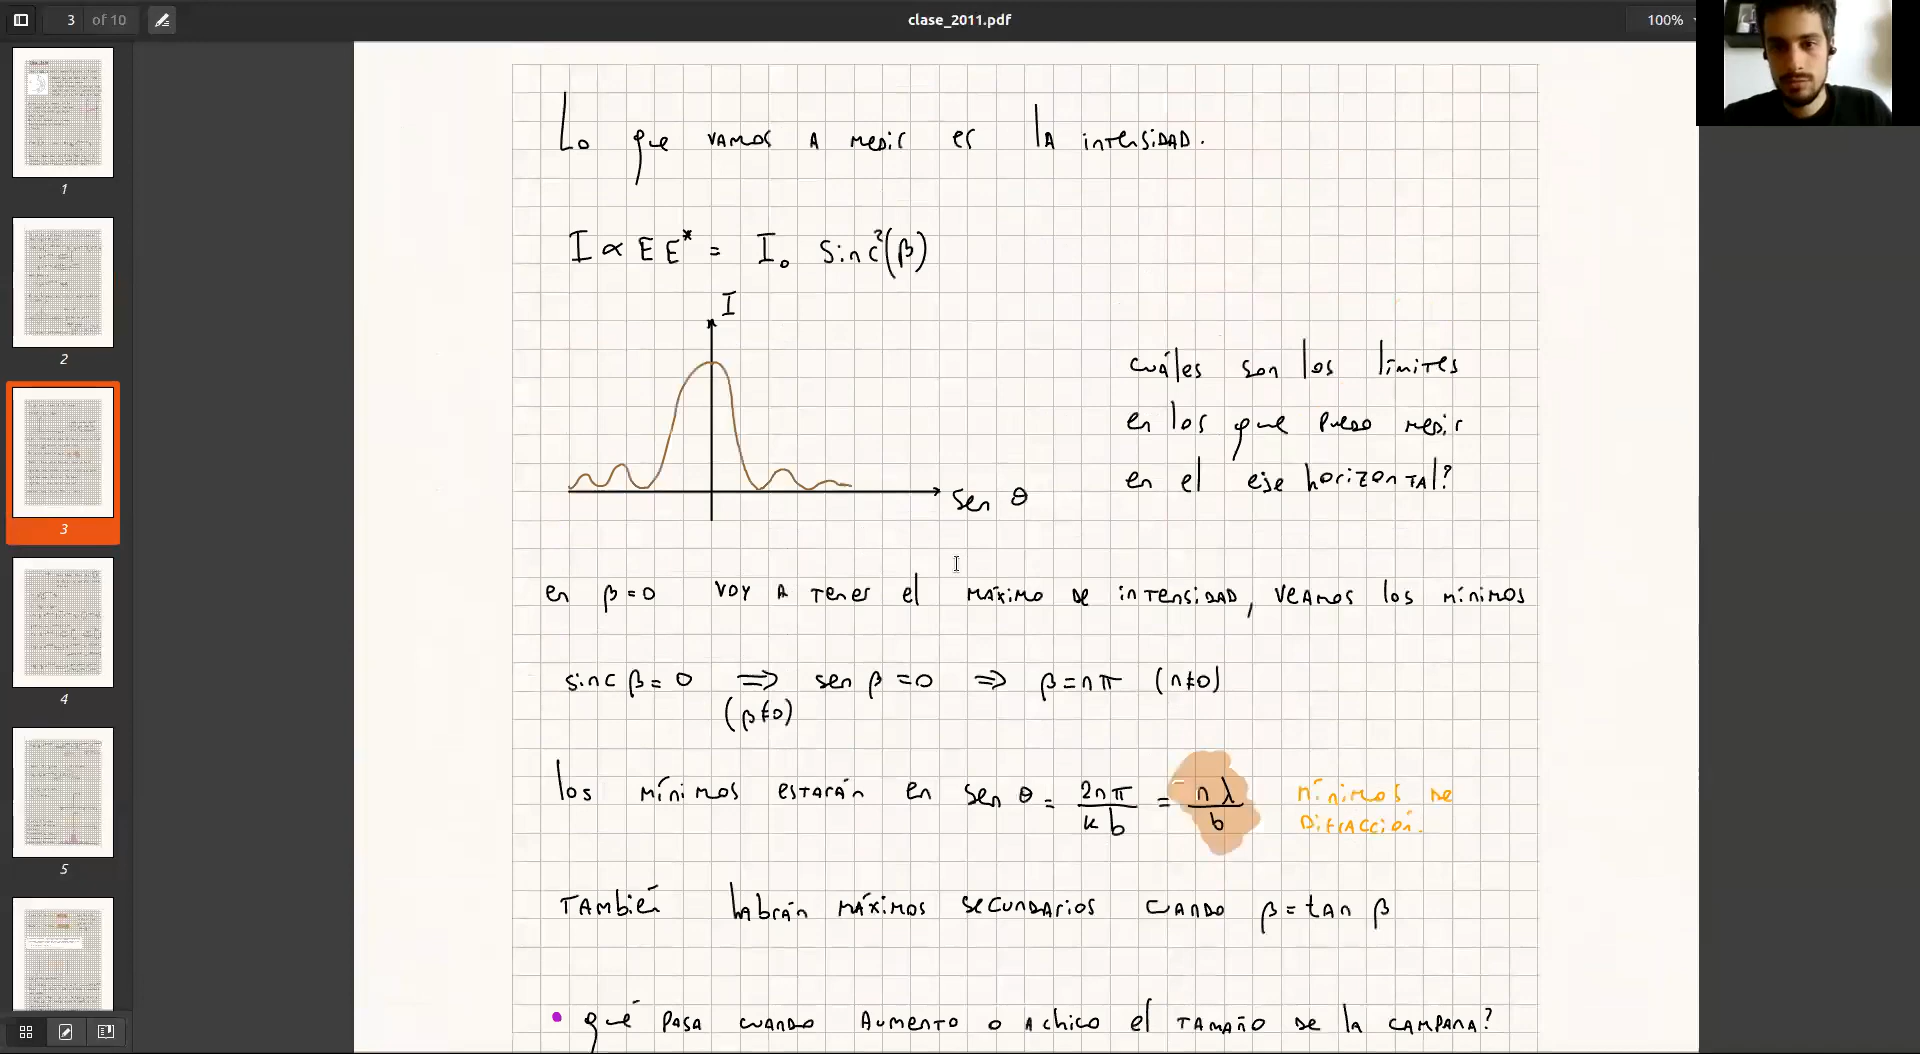 3 of 10
clase_2011.pdf
100%
1
2
3
4
5
Lo que vamos a medir es la intensidad.
I ∝ E E* = I₀ sinc²(β)
I
sen θ
cuáles son los límites
en los que puedo medir
en el eje horizontal?
en β=0 voy a tener el máximo de intensidad, veamos los mínimos
sinc β = 0 ⟹ sen β = 0 ⟹ β = nπ (n≠0)
(β≠0)
los mínimos estarán en sen θ = 2nπ/kb = nλ/b
mínimos de
difracción.
También habrán máximos secundarios cuando β = tan β
• qué pasa cuando aumento o achico el tamaño de la campana?